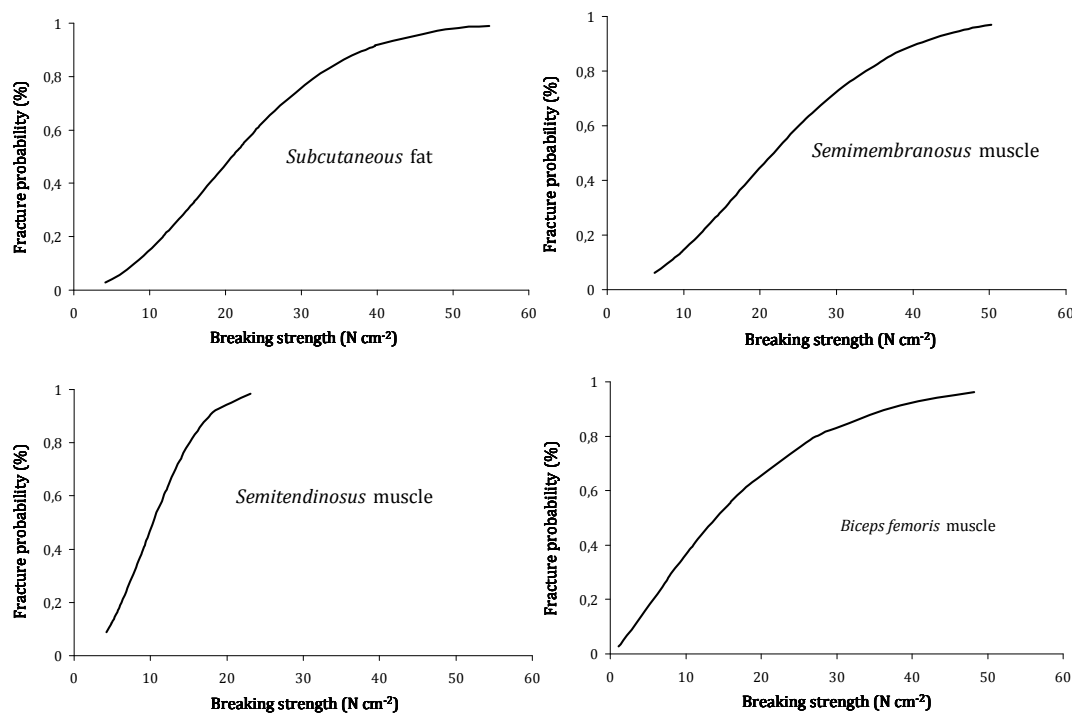 Fracture probability (%)
1
0,8
0,6
0,4
0,2
0
Subcutaneous fat
0 10 20 30 40 50 60
Breaking strength (N cm-2)
Fracture probability (%)
1
0,8
0,6
0,4
0,2
0
Semimembranosus muscle
0 10 20 30 40 50 60
Breaking strength (N cm-2)
Fracture probability (%)
1
0,8
0,6
0,4
0,2
0
Semitendinosus muscle
0 10 20 30 40 50 60
Breaking strength (N cm-2)
Fracture probability (%)
1
0,8
0,6
0,4
0,2
0
Biceps femoris muscle
0 10 20 30 40 50 60
Breaking strength (N cm-2)